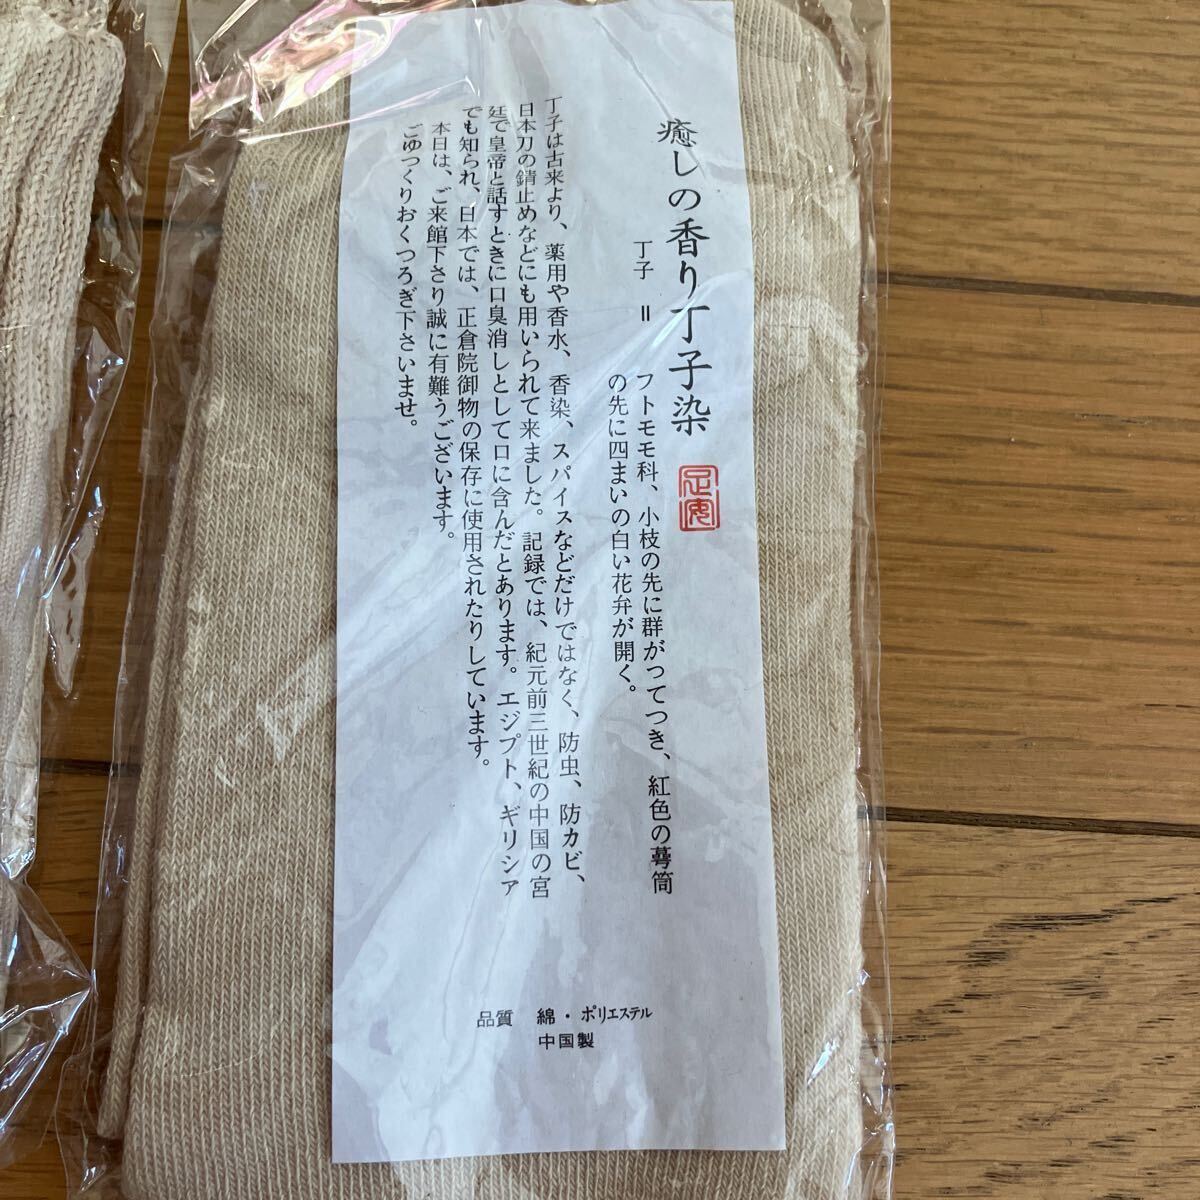 癒しの香り丁子染
丁子 = フトモモ科、小枝の先に群がってつき、紅色の萼筒
の先に四まいの白い花弁が開く。
丁子は古来より、薬用や香水、香染、スパイスなどだけではなく、防虫、防カビ、
日本刀の錆止めなどにも用いられて来ました。記録では、紀元前三世紀の中国の宮
廷で皇帝と話すときに口臭消しとして口に含んだとあります。エジプト、ギリシア
でも知られ、日本では、正倉院御物の保存に使用されたりしています。
本日は、ご来館下さり誠に有難うございます。
ごゆっくりおくつろぎ下さいませ。
品質 綿・ポリエステル
中国製